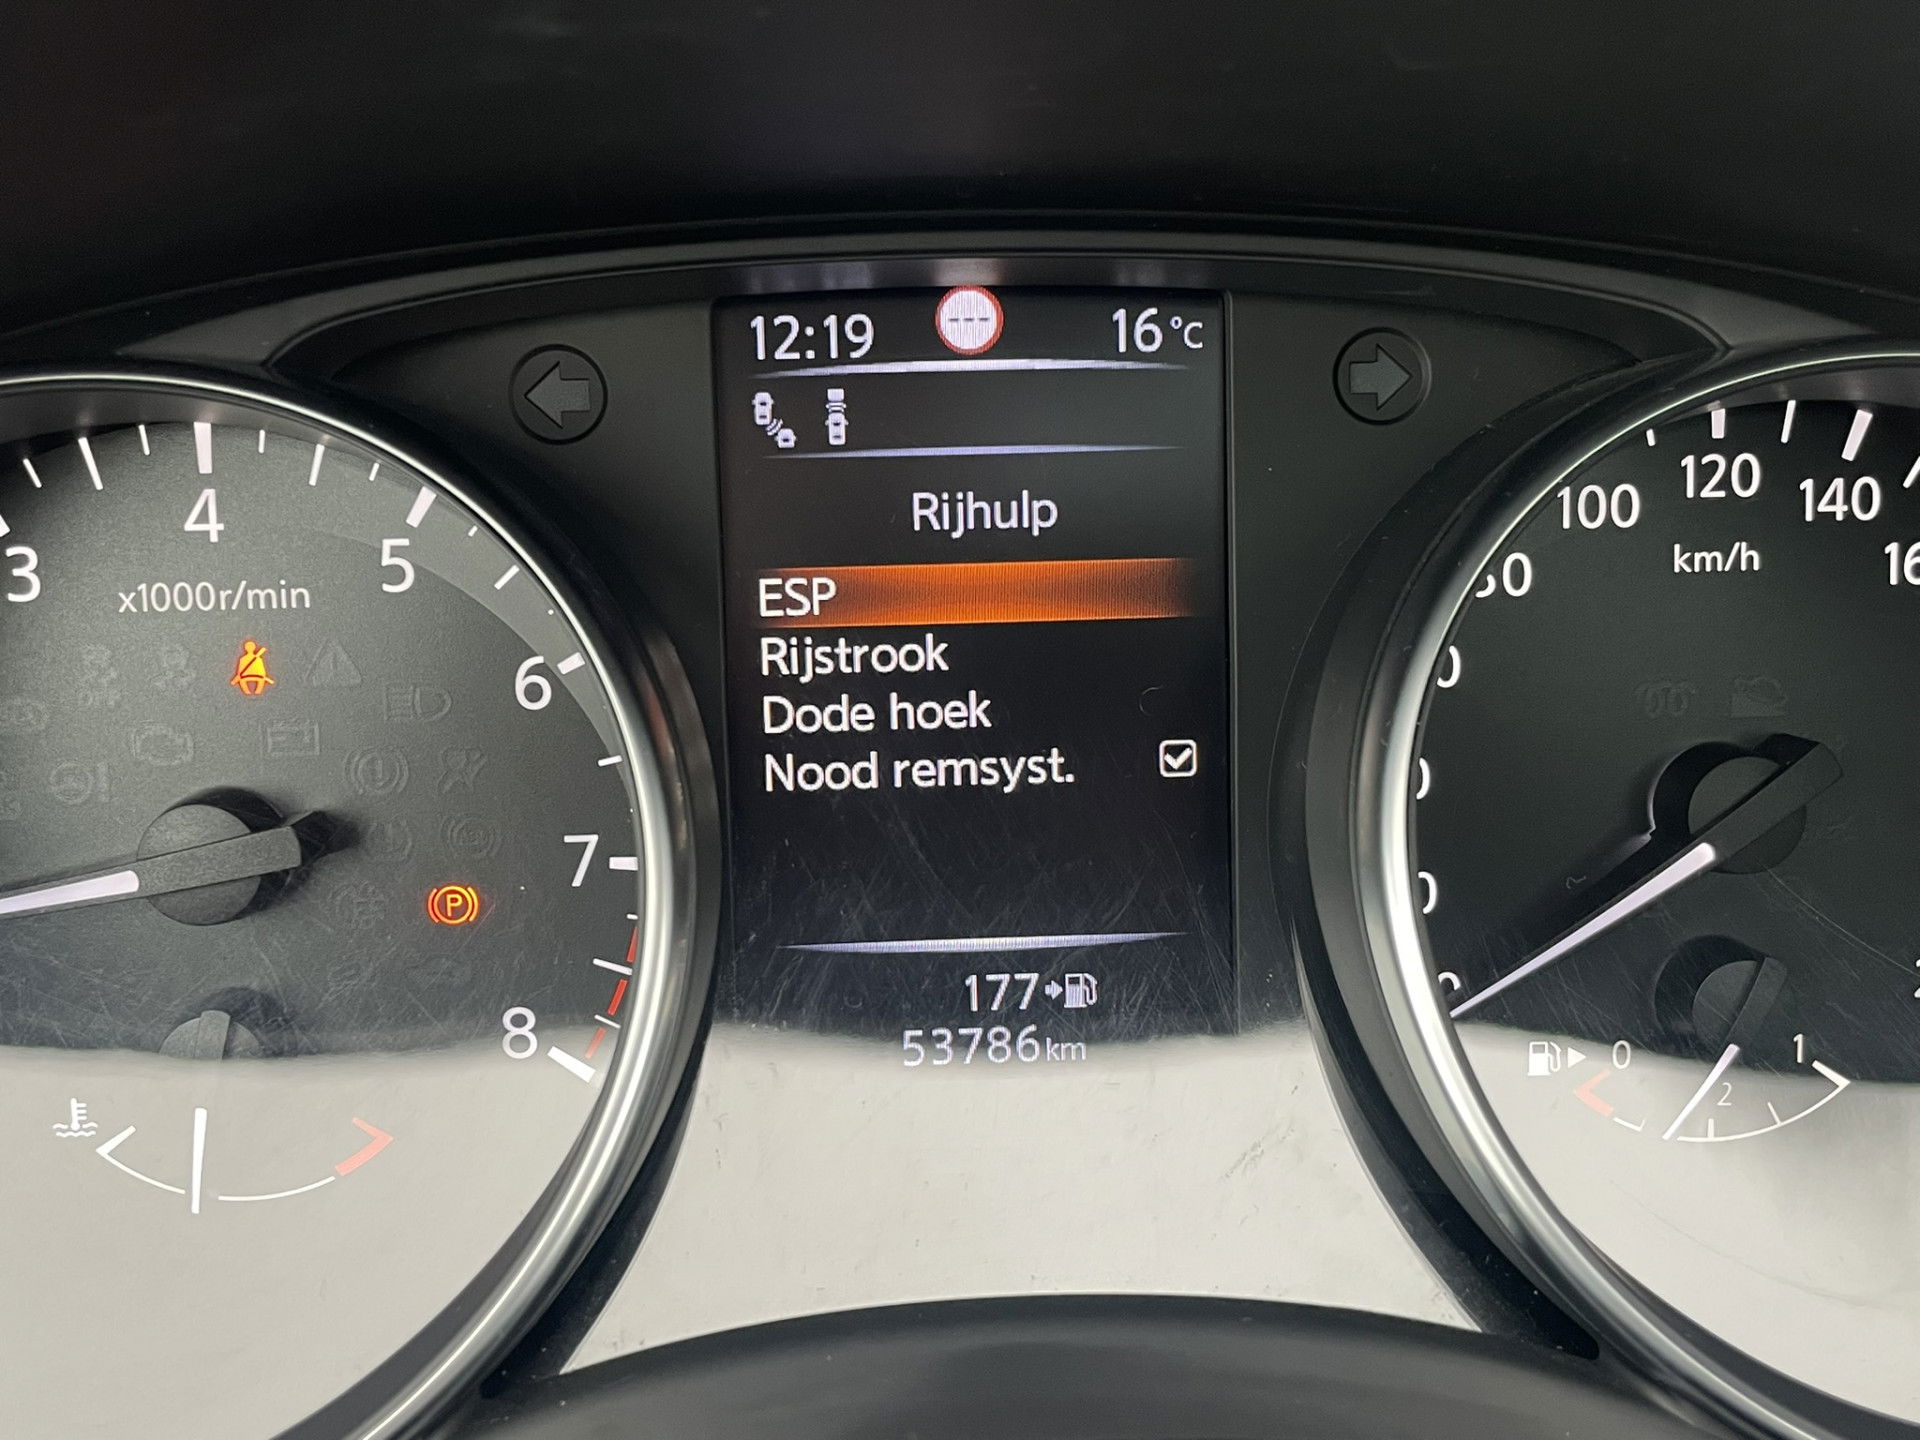 12:19
16°C
Rijhulp
ESP
Rijstrook
Dode hoek
Nood remsyst.
177
53786km
3
4
5
6
7
8
x1000r/min
P
100
120
140
km/h
0
1
2